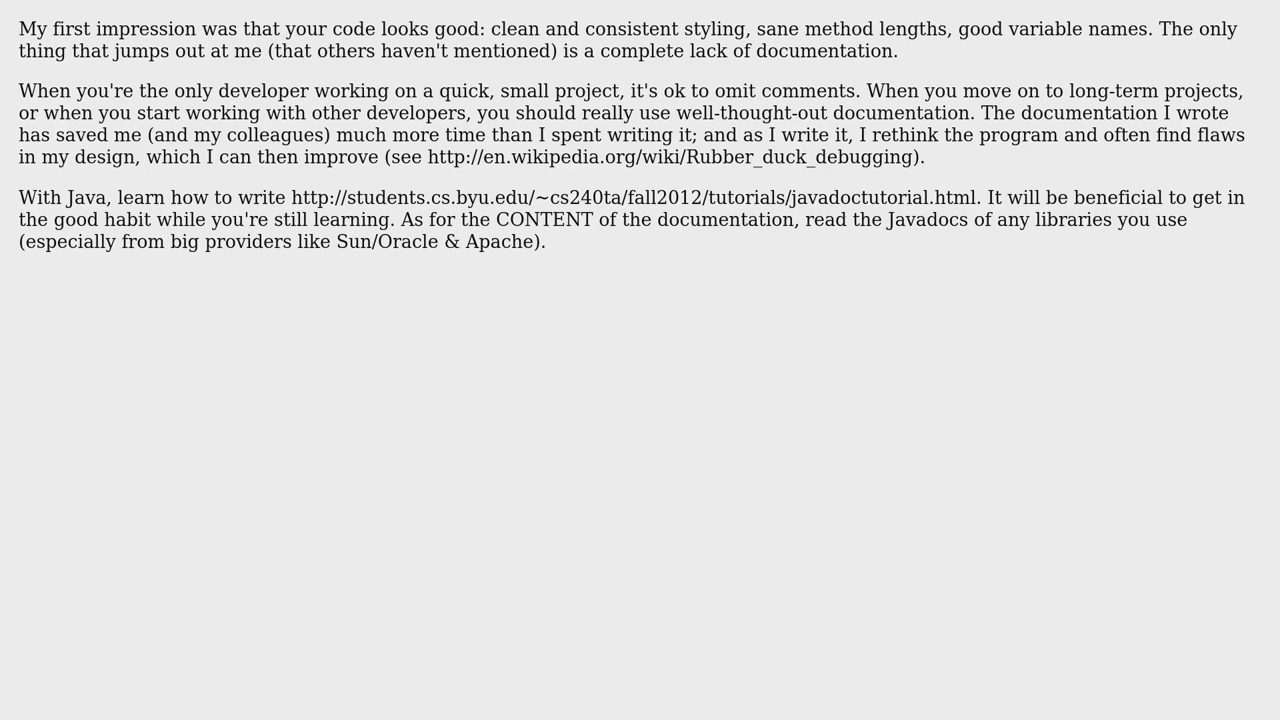 My first impression was that your code looks good: clean and consistent styling, sane method lengths, good variable names. The only
thing that jumps out at me (that others haven't mentioned) is a complete lack of documentation.
When you're the only developer working on a quick, small project, it's ok to omit comments. When you move on to long-term projects,
or when you start working with other developers, you should really use well-thought-out documentation. The documentation I wrote
has saved me (and my colleagues) much more time than I spent writing it; and as I write it, I rethink the program and often find flaws
in my design, which I can then improve (see http://en.wikipedia.org/wiki/Rubber_duck_debugging).
With Java, learn how to write http://students.cs.byu.edu/~cs240ta/fall2012/tutorials/javadoctutorial.html. It will be beneficial to get in
the good habit while you're still learning. As for the CONTENT of the documentation, read the Javadocs of any libraries you use
(especially from big providers like Sun/Oracle & Apache).